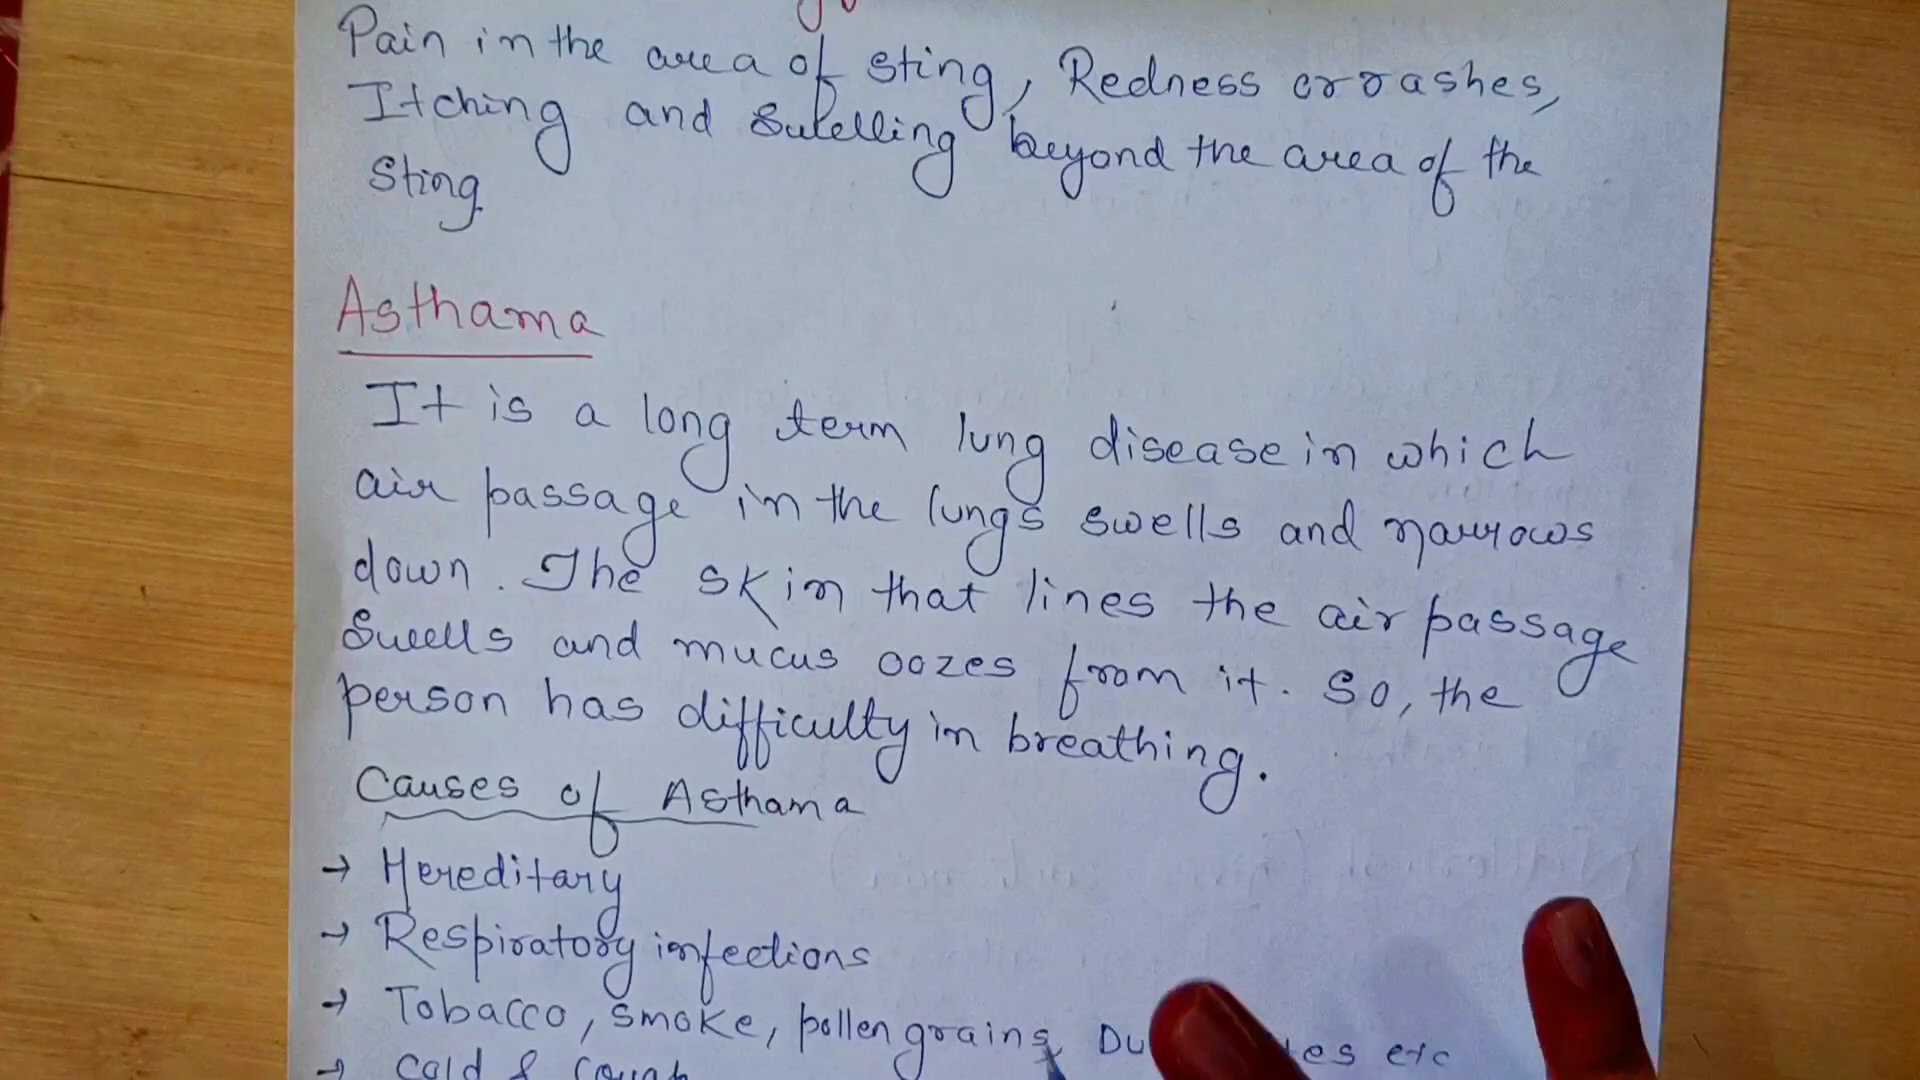 Pain in the area of sting, Redness or rashes,
Itching and Swelling beyond the area of the
Sting
Asthama
It is a long term lung disease in which
air passage in the lungs swells and narrows
down. The skin that lines the air passage
Swells and mucus oozes from it. So, the
person has difficulty in breathing.
Causes of Asthama
→ Hereditary
→ Respiratory infections
→ Tobacco, smoke, pollen grains, etc
→ Cold & Cough